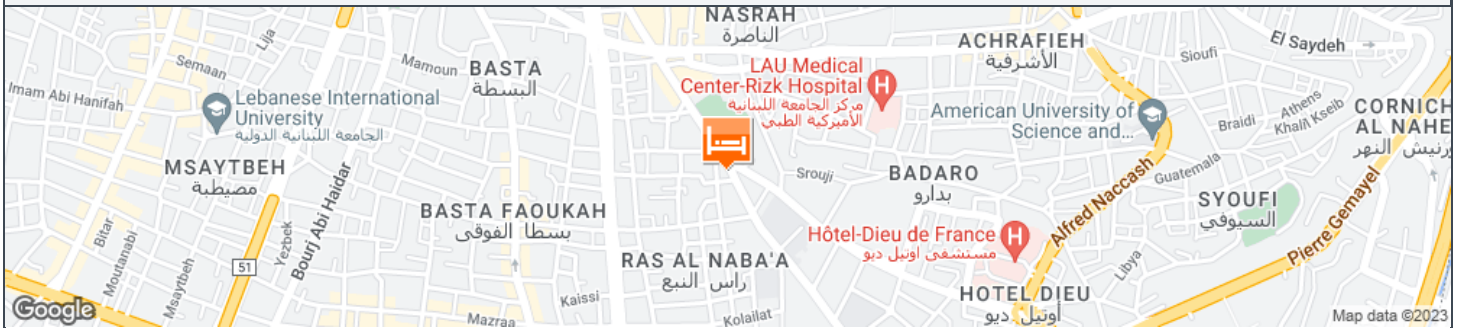 NASRAH
الناصرة
ACHRAFIEH
الأشرفية
Sioufi
El Saydeh
Lija
Semaan
Mamoun
BASTA
البسطة
LAU Medical
Center-Rizk Hospital
مركز الجامعة اللبنانية
الأميركية الطبي
Imam Abi Hanifah
Lebanese International
University
الجامعة اللبنانية الدولية
American University of
Science and...
Braidi
Athens
Khalil Kseib
CORNICH
AL NAHE
ورنيش النهر
MSAYTBEH
مصيطبة
Bourj Abi Haidar
Srouji
BADARO
بدارو
Guatemala
SYOUFI
السيوفي
BASTA FAOUKAH
بسطا الفوقى
Alfred Naccash
Pierre Gemayel
Bitar
Moutanabi
Msaytbeh
Yezbek
51
Hôtel-Dieu de France
مستشفى اوتيل ديو
Libya
RAS AL NABA'A
راس النبع
HOTEL DIEU
أوتيل ديو
Kaissi
Mazraa
Kolailat
Google
Map data ©2023